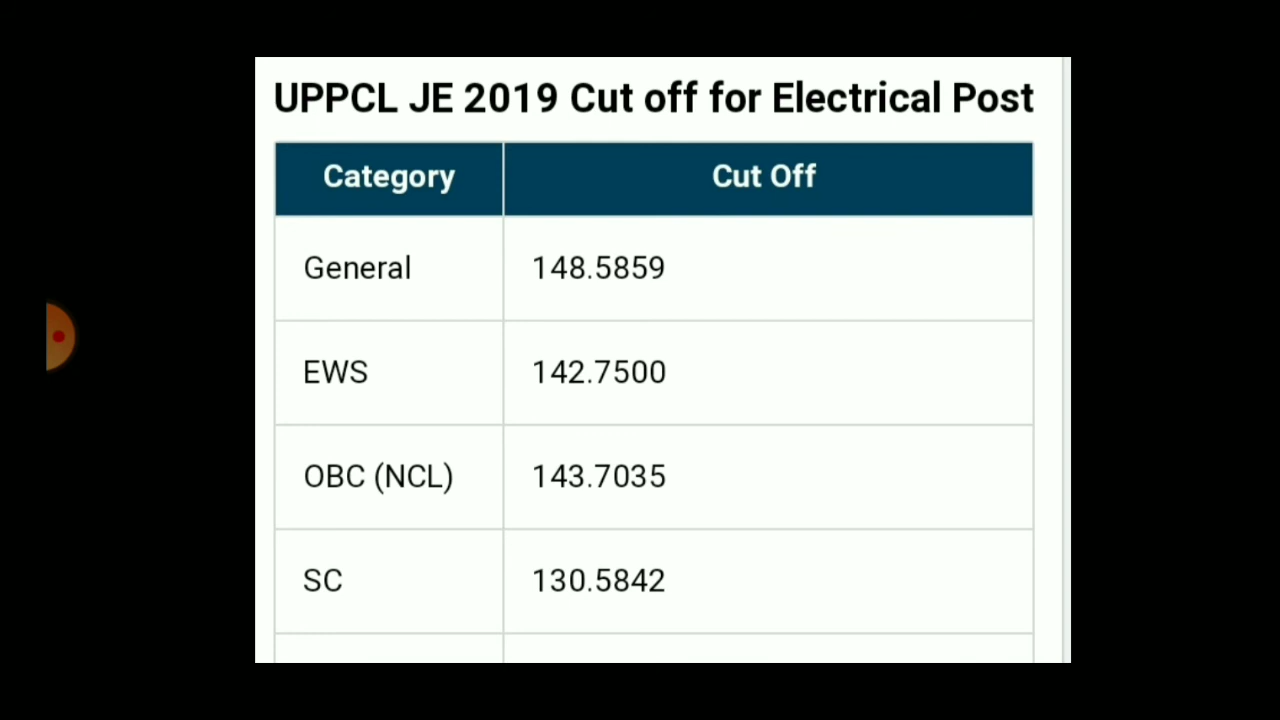 UPPCL JE 2019 Cut off for Electrical Post
Category Cut Off
General 148.5859
EWS 142.7500
OBC (NCL) 143.7035
SC 130.5842